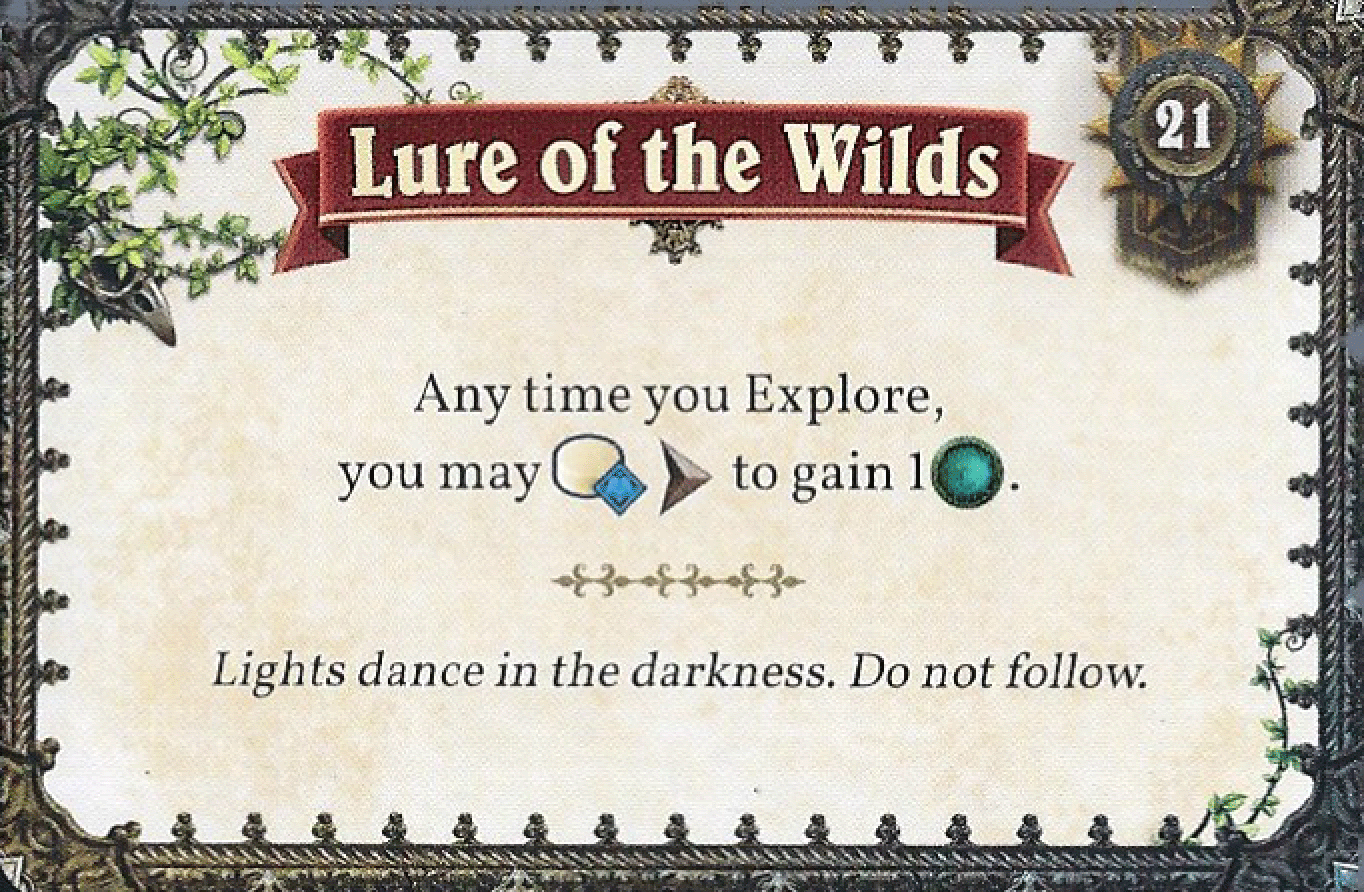 Lure of the Wilds
21
Any time you Explore,
you may to gain 1.
Lights dance in the darkness. Do not follow.